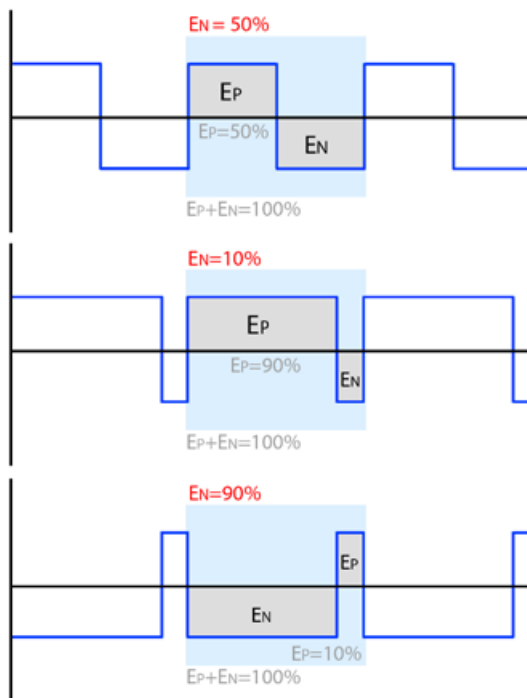 EN = 50%
EP
EP=50%
EN
EP+EN=100%
EN=10%
EP
EP=90%
EN
EP+EN=100%
EN=90%
EP
EN
EP=10%
EP+EN=100%